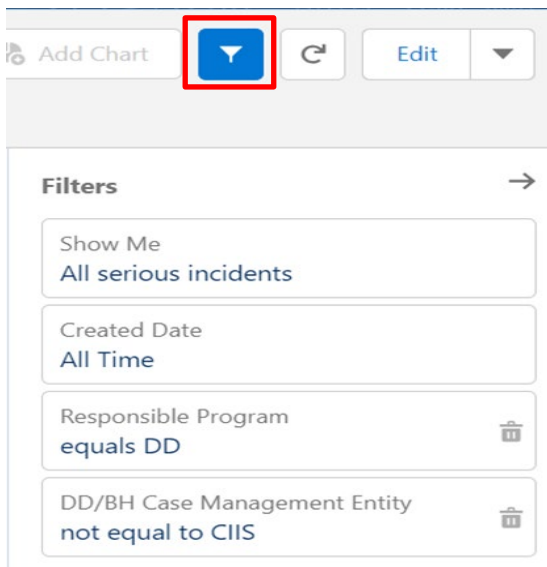 Add Chart
Edit
Filters
Show Me
All serious incidents
Created Date
All Time
Responsible Program
equals DD
DD/BH Case Management Entity
not equal to CIIS